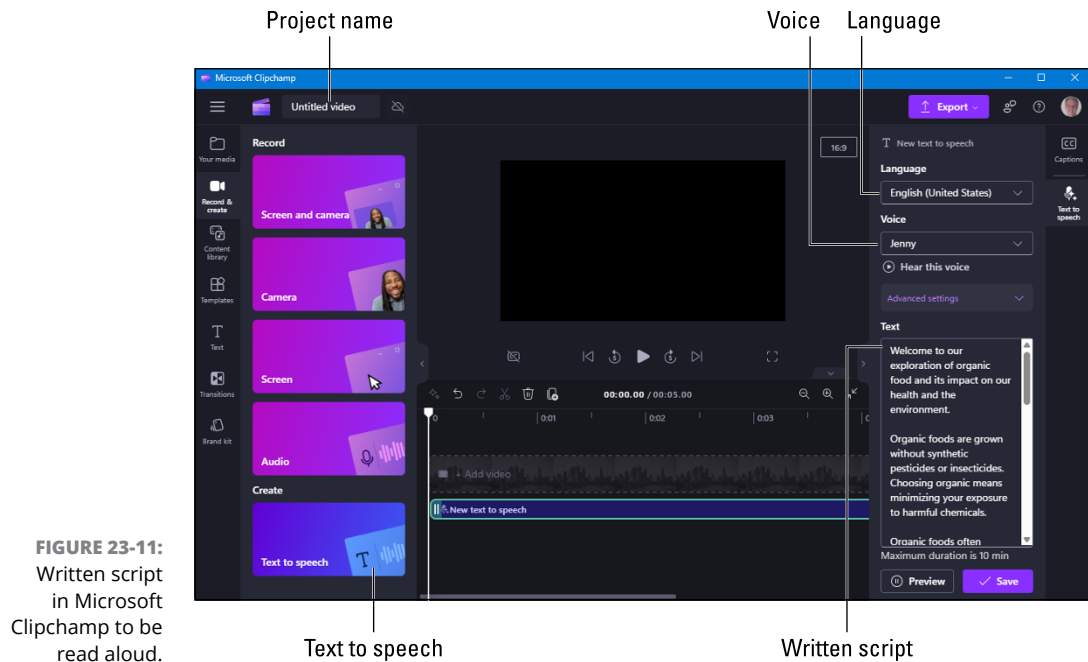 Project name
Voice
Language
Microsoft Clipchamp
Untitled video
Export
Your media
Record & create
Content library
Templates
Text
Transitions
Brand kit
Record
Screen and camera
Camera
Screen
Audio
Create
Text to speech
16:9
5
5
00:00.00 / 00:05.00
0
0:01
0:02
0:03
+ Add video
New text to speech
T New text to speech
Language
English (United States)
Voice
Jenny
Hear this voice
Advanced settings
Text
Welcome to our
exploration of organic
food and its impact on our
health and the
environment.
Organic foods are grown
without synthetic
pesticides or insecticides.
Choosing organic means
minimizing your exposure
to harmful chemicals.
Organic foods often
Maximum duration is 10 min
Preview
Save
CC
Captions
Text to
speech
FIGURE 23-11:
Written script
in Microsoft
Clipchamp to be
read aloud.
Text to speech
Written script